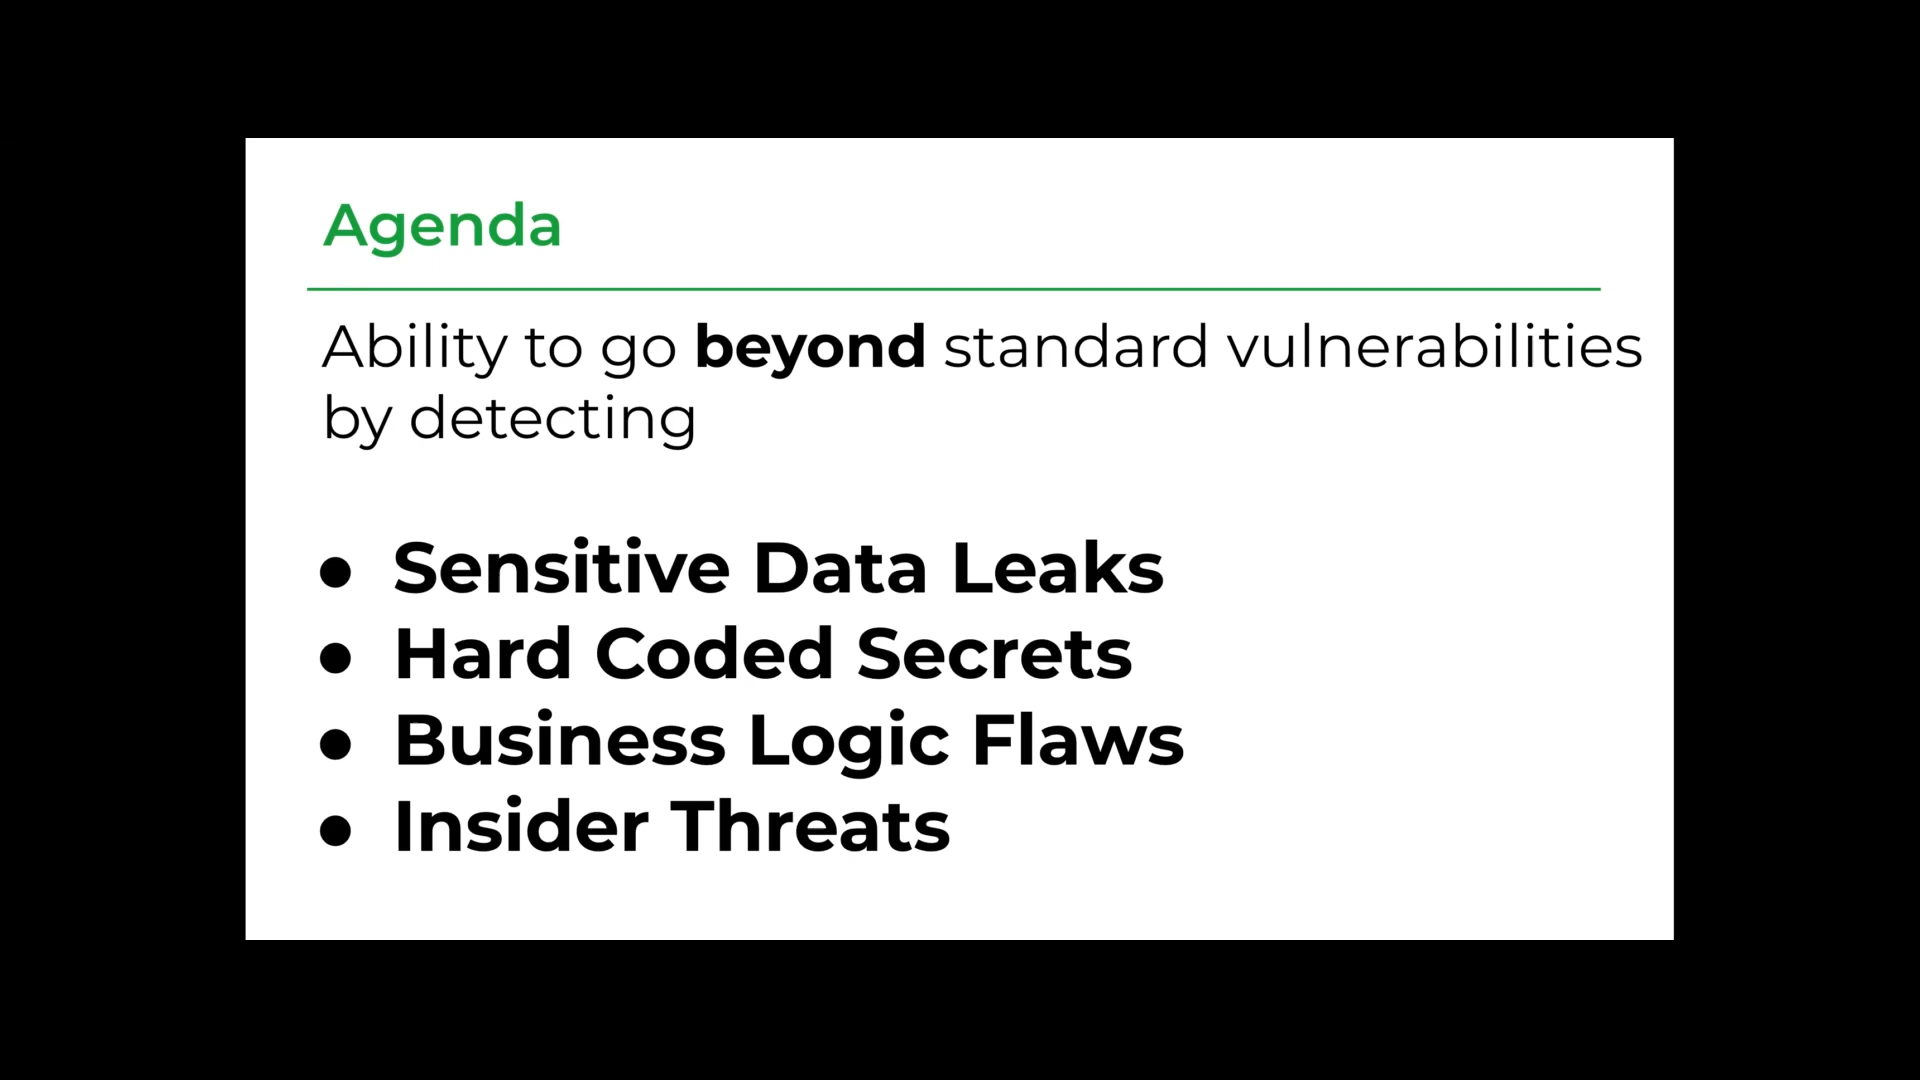 Agenda
Ability to go beyond standard vulnerabilities
by detecting
● Sensitive Data Leaks
● Hard Coded Secrets
● Business Logic Flaws
● Insider Threats